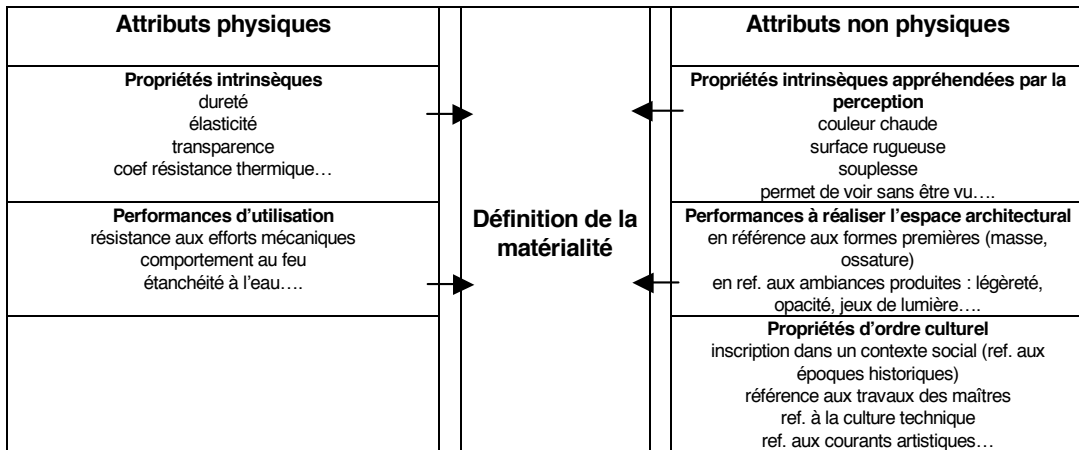 Attributs physiques
Propriétés intrinsèques
dureté
élasticité
transparence
coef résistance thermique…
Performances d’utilisation
résistance aux efforts mécaniques
comportement au feu
étanchéité à l’eau….
Définition de la
matérialité
Attributs non physiques
Propriétés intrinsèques appréhendées par la
perception
couleur chaude
surface rugueuse
souplesse
permet de voir sans être vu….
Performances à réaliser l’espace architectural
en référence aux formes premières (masse,
ossature)
en ref. aux ambiances produites : légèreté,
opacité, jeux de lumière….
Propriétés d’ordre culturel
inscription dans un contexte social (ref. aux
époques historiques)
référence aux travaux des maîtres
ref. à la culture technique
ref. aux courants artistiques…